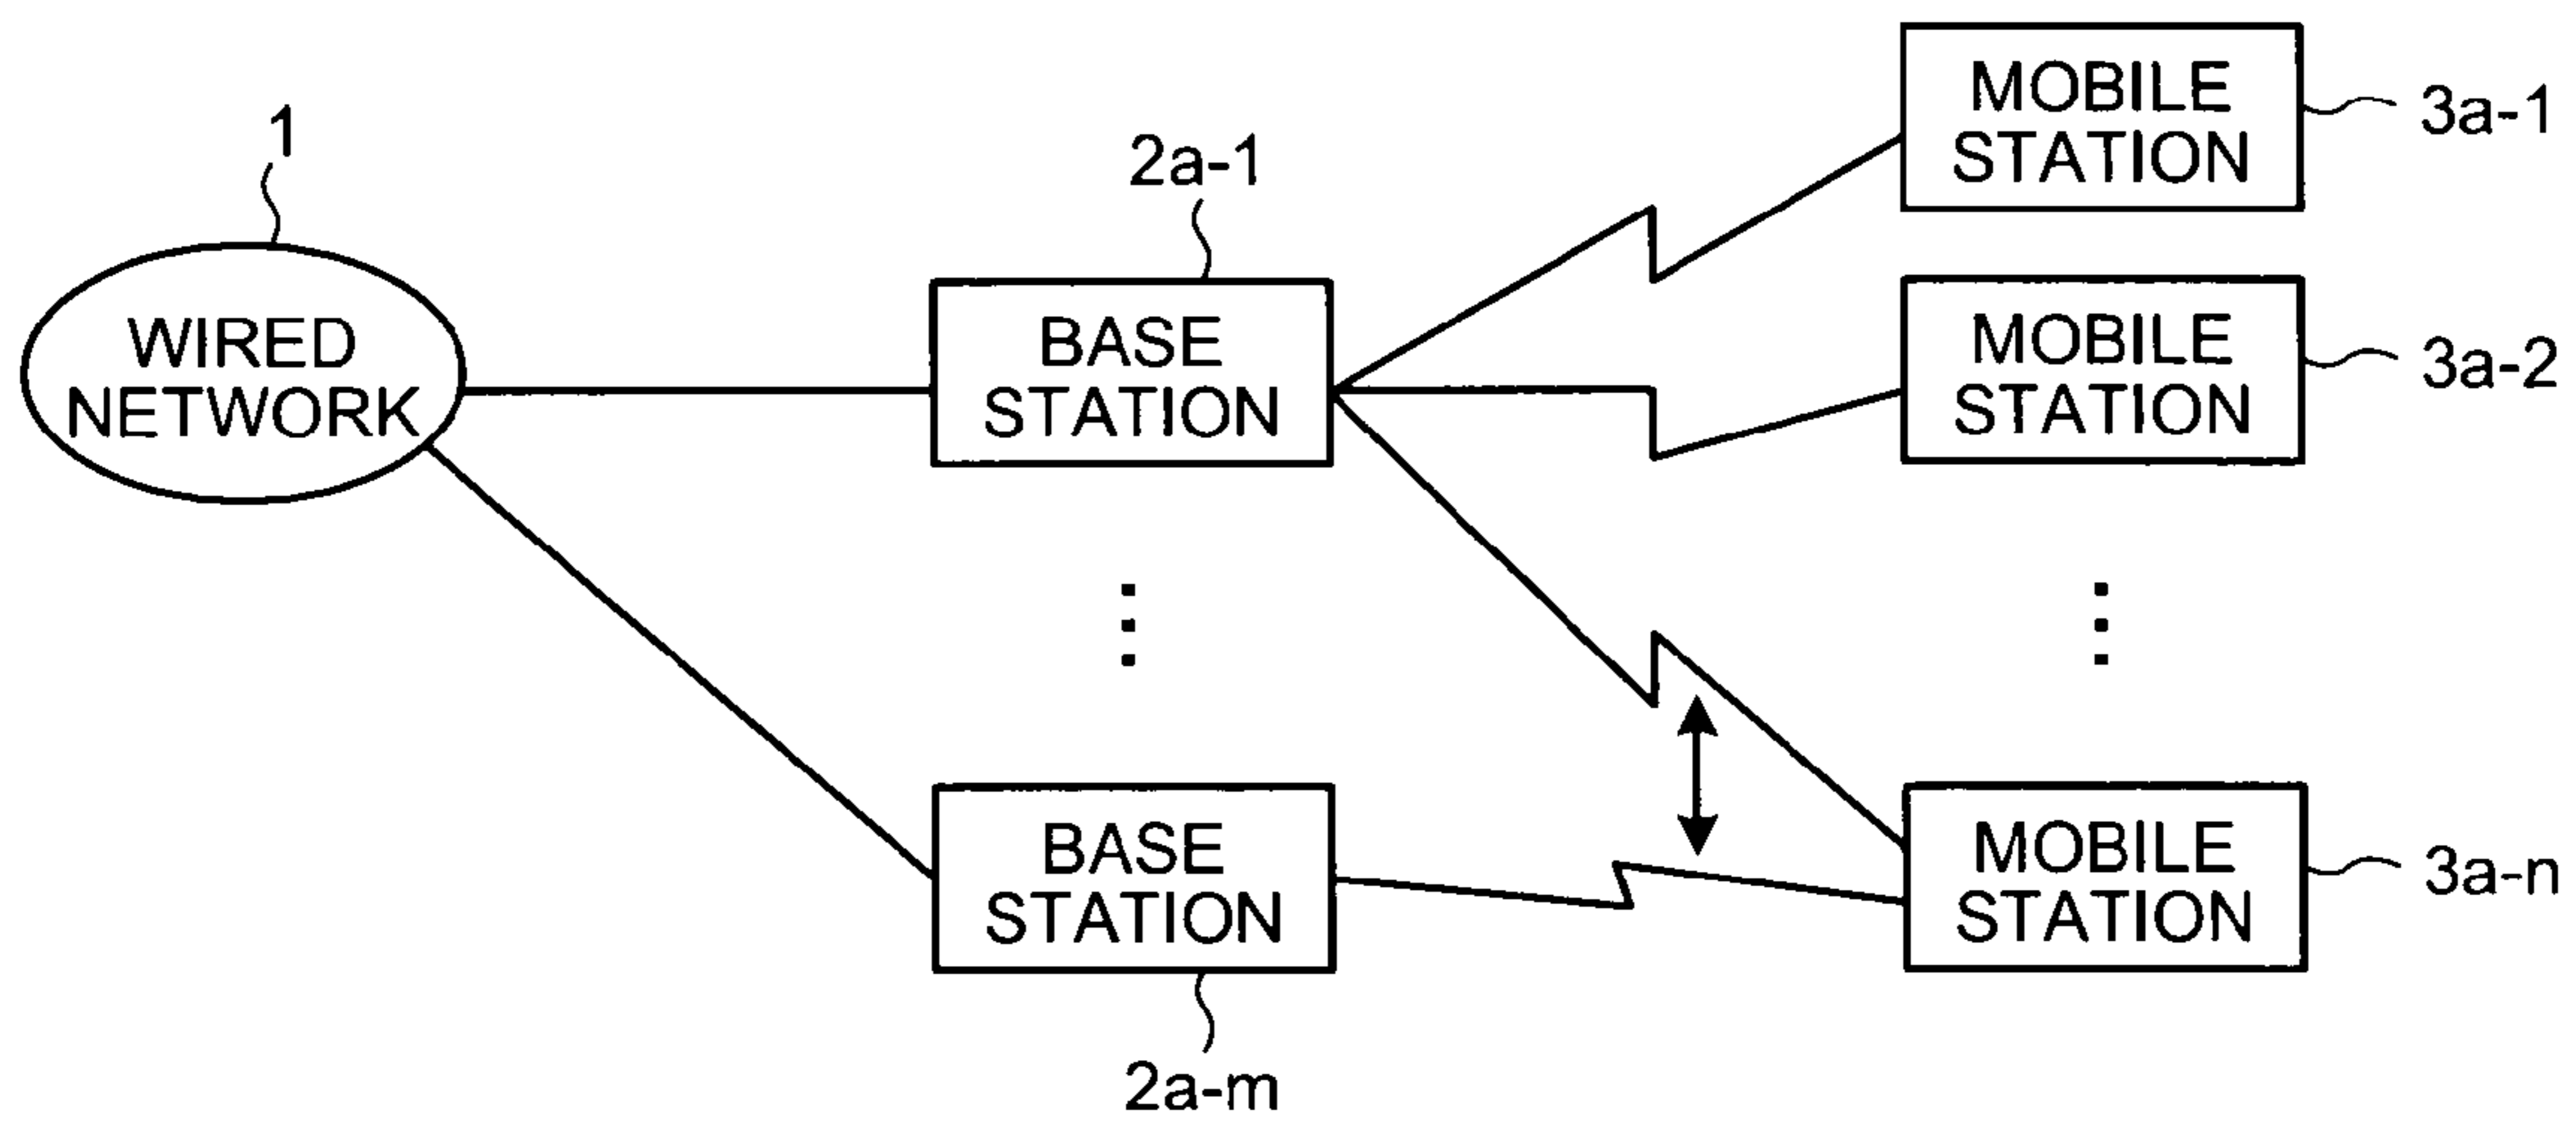 1
WIRED
NETWORK
2a-1
BASE
STATION
BASE
STATION
2a-m
MOBILE
STATION
3a-1
MOBILE
STATION
3a-2
MOBILE
STATION
3a-n